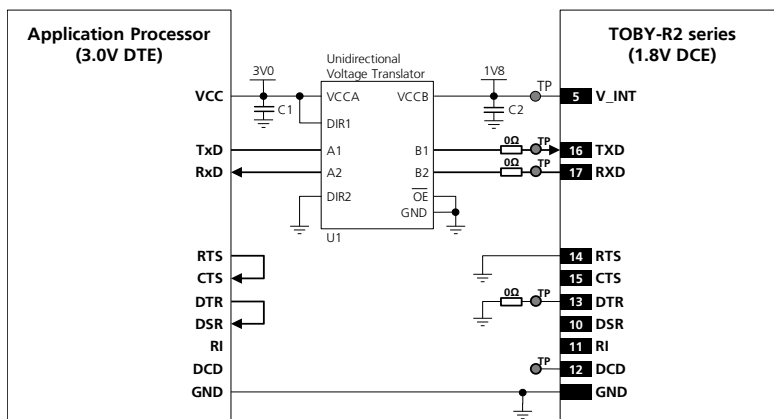 Application Processor
(3.0V DTE)
TOBY-R2 series
(1.8V DCE)
Unidirectional
Voltage Translator
3V0
1V8
TP
VCC
C1
VCCA
VCCB
C2
5
V_INT
DIR1
0Ω
TP
TxD
A1
B1
16
TXD
0Ω
TP
RxD
A2
B2
17
RXD
DIR2
OE
GND
U1
RTS
14
RTS
CTS
15
CTS
0Ω
TP
DTR
13
DTR
DSR
10
DSR
RI
11
RI
TP
DCD
12
DCD
GND
GND